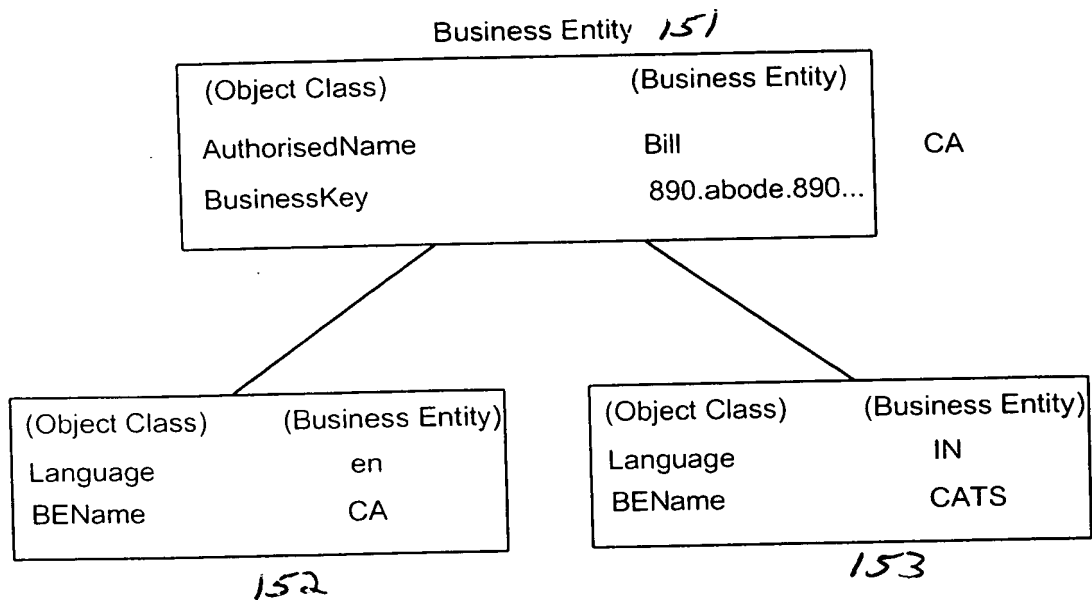 Business Entity 151
(Object Class) (Business Entity)
AuthorisedName Bill
CA
BusinessKey 890.abode.890...
(Object Class) (Business Entity)
Language en
BEName CA
152
(Object Class) (Business Entity)
Language IN
BEName CATS
153